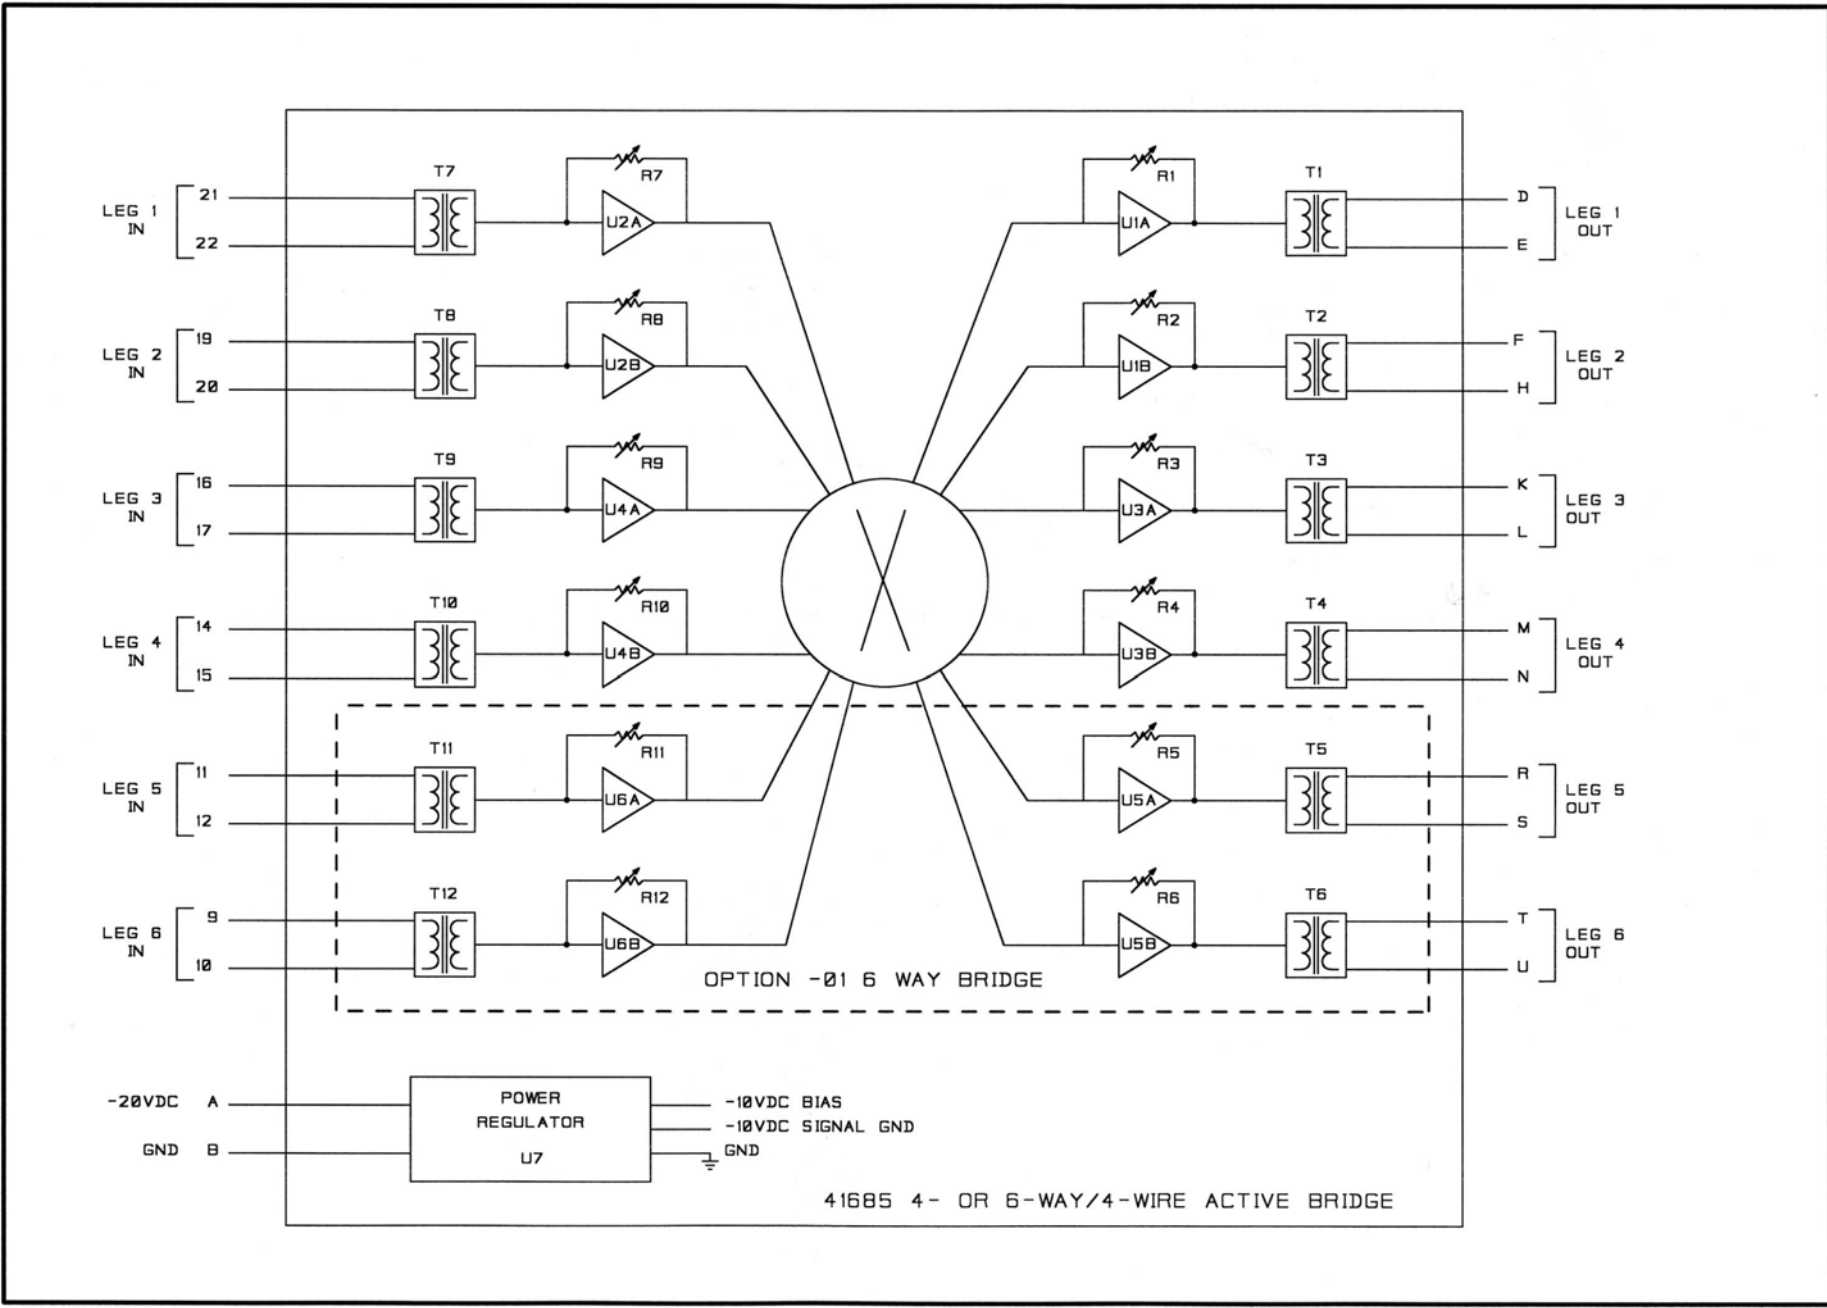 T7
R7
R1
T1
LEG 1
IN
21
22
U2A
U1A
D
E
LEG 1
OUT
T8
R8
R2
T2
LEG 2
IN
19
20
U2B
U1B
F
H
LEG 2
OUT
T9
R9
R3
T3
LEG 3
IN
16
17
U4A
U3A
K
L
LEG 3
OUT
T10
R10
R4
T4
LEG 4
IN
14
15
U4B
U3B
M
N
LEG 4
OUT
T11
R11
R5
T5
LEG 5
IN
11
12
U6A
U5A
R
S
LEG 5
OUT
T12
R12
R6
T6
LEG 6
IN
9
10
U6B
U5B
T
U
LEG 6
OUT
OPTION -01 6 WAY BRIDGE
-20VDC A
GND B
POWER
REGULATOR
U7
-10VDC BIAS
-10VDC SIGNAL GND
GND
41685 4- OR 6-WAY/4-WIRE ACTIVE BRIDGE